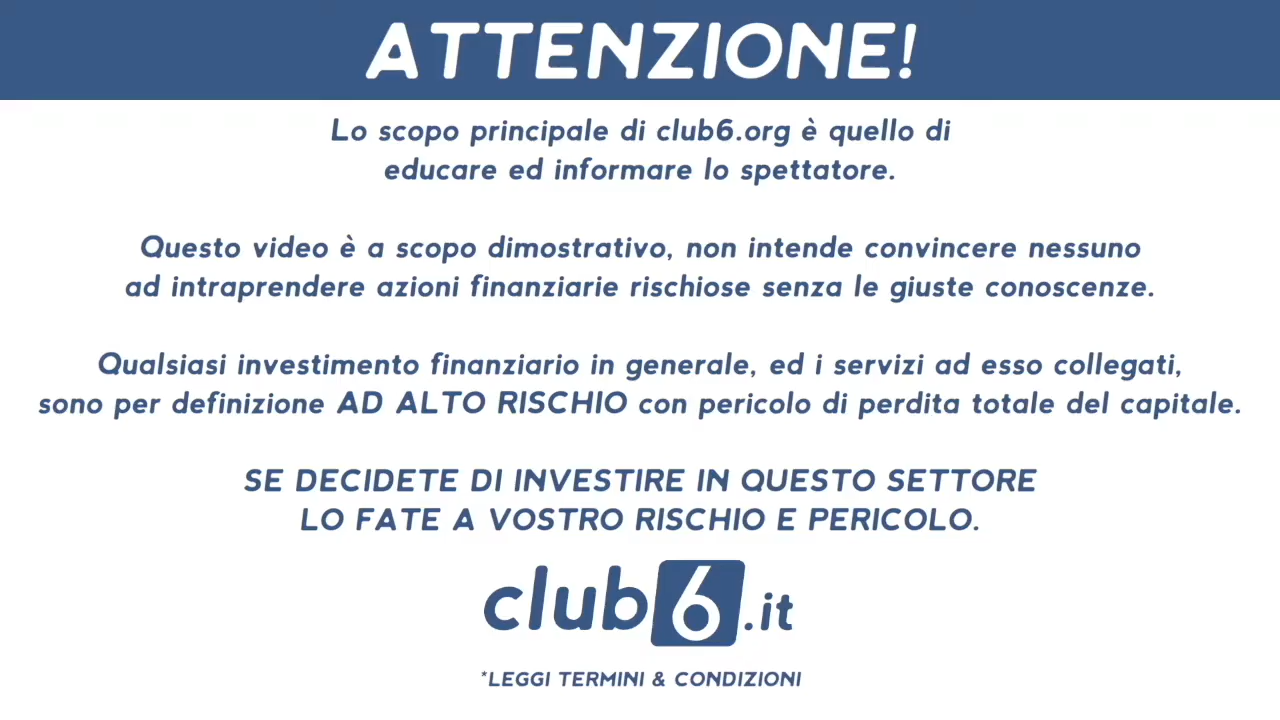 ATTENZIONE!
Lo scopo principale di club6.org è quello di
educare ed informare lo spettatore.
Questo video è a scopo dimostrativo, non intende convincere nessuno
ad intraprendere azioni finanziarie rischiose senza le giuste conoscenze.
Qualsiasi investimento finanziario in generale, ed i servizi ad esso collegati,
sono per definizione AD ALTO RISCHIO con pericolo di perdita totale del capitale.
SE DECIDETE DI INVESTIRE IN QUESTO SETTORE
LO FATE A VOSTRO RISCHIO E PERICOLO.
club6.it
*LEGGI TERMINI & CONDIZIONI